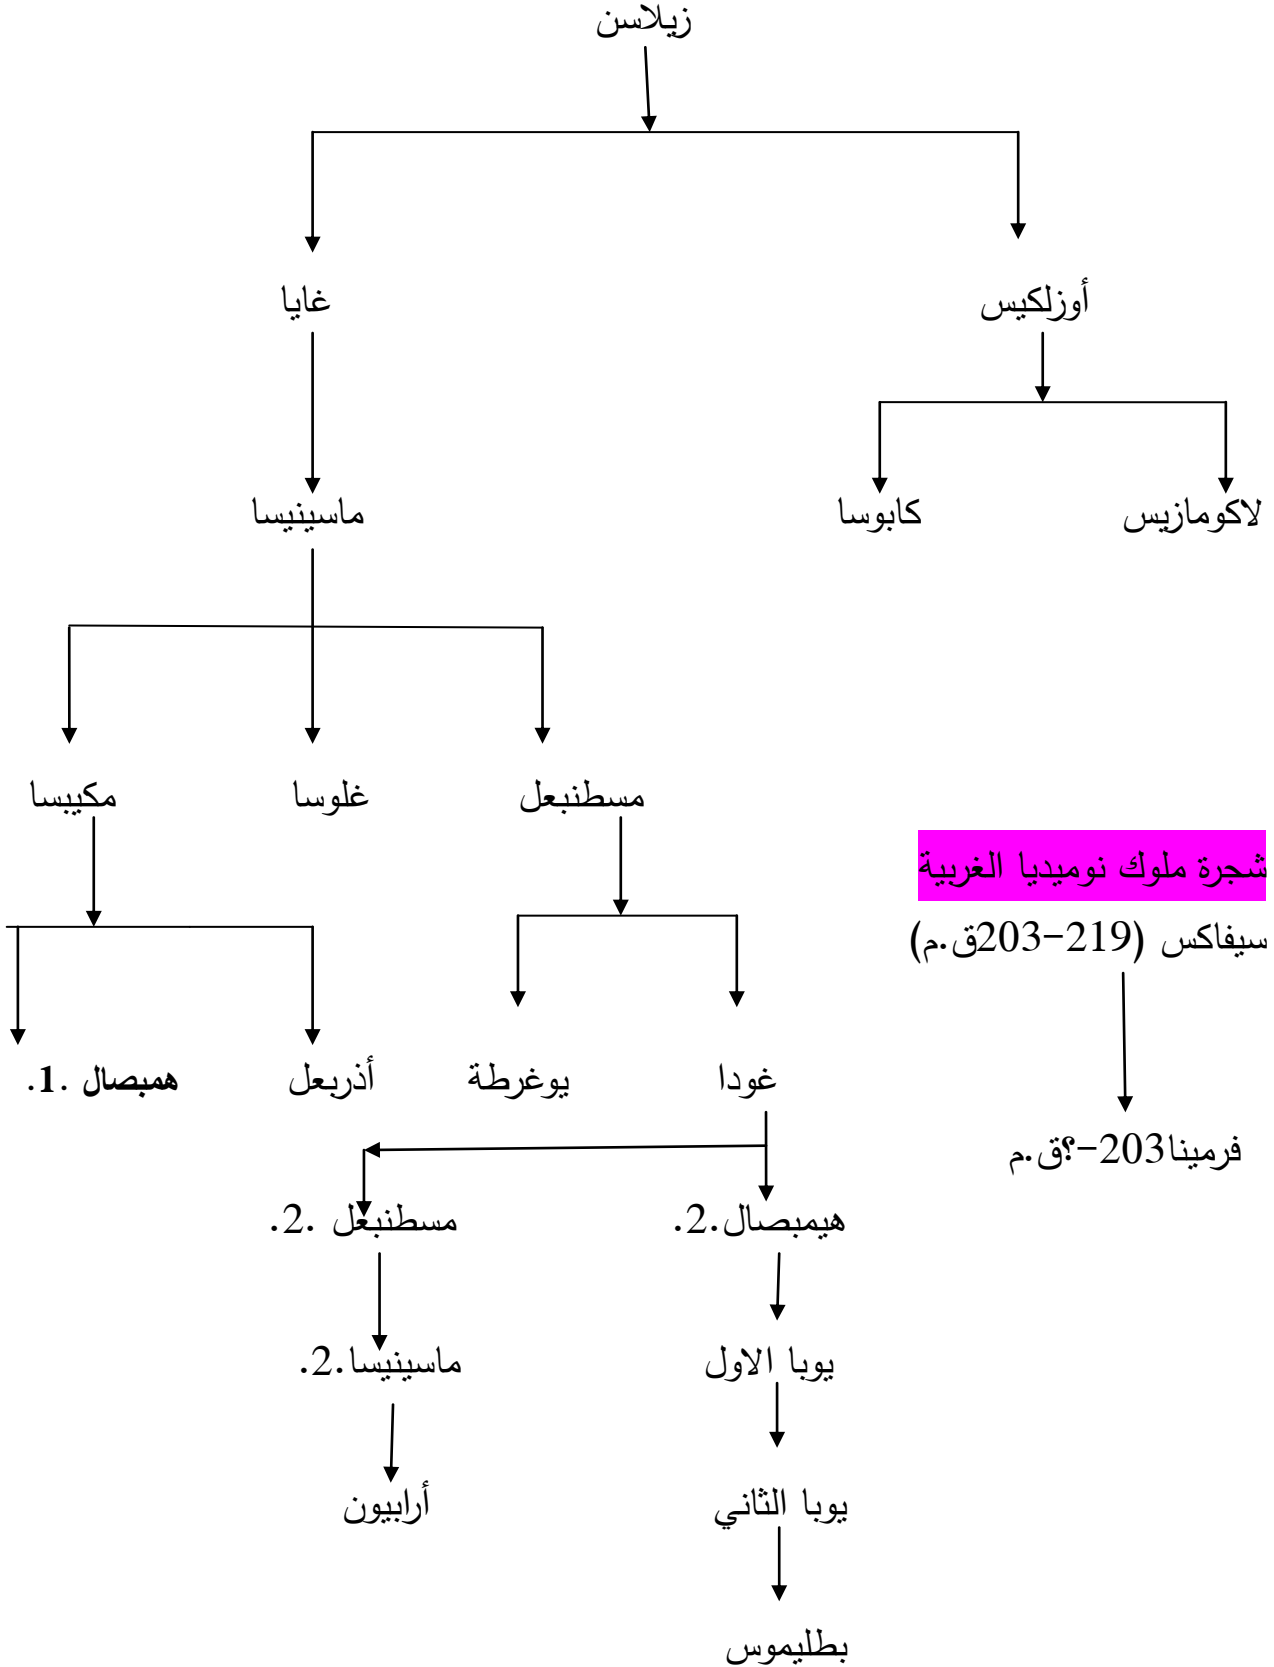 زيلاسن
أوزلكيس
غايا
لاكومازيس
كابوسا
ماسينيسا
مسطنبعل
غلوسا
مكيبسا
شجرة ملوك نوميديا الغربية
سيفاكس (219-203ق.م)
غودا
يوغرطة
أذربعل
همبصال .1.
فرمينا203-؟ق.م
هيمبصال.2.
مسطنبعل .2.
يوبا الاول
ماسينيسا.2.
يوبا الثاني
أرابيون
بطليموس